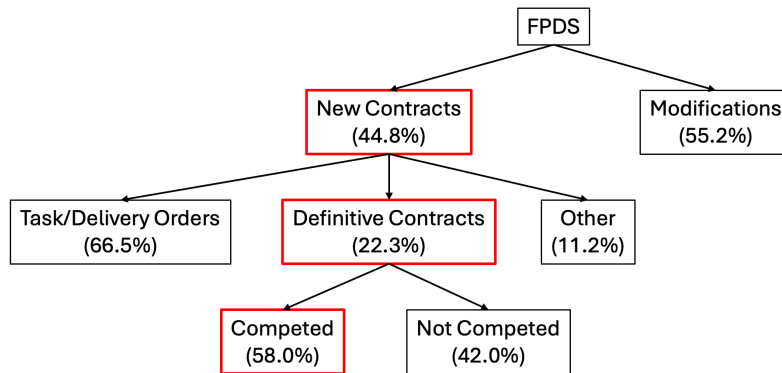 FPDS
New Contracts
(44.8%)
Modifications
(55.2%)
Task/Delivery Orders
(66.5%)
Definitive Contracts
(22.3%)
Other
(11.2%)
Competed
(58.0%)
Not Competed
(42.0%)